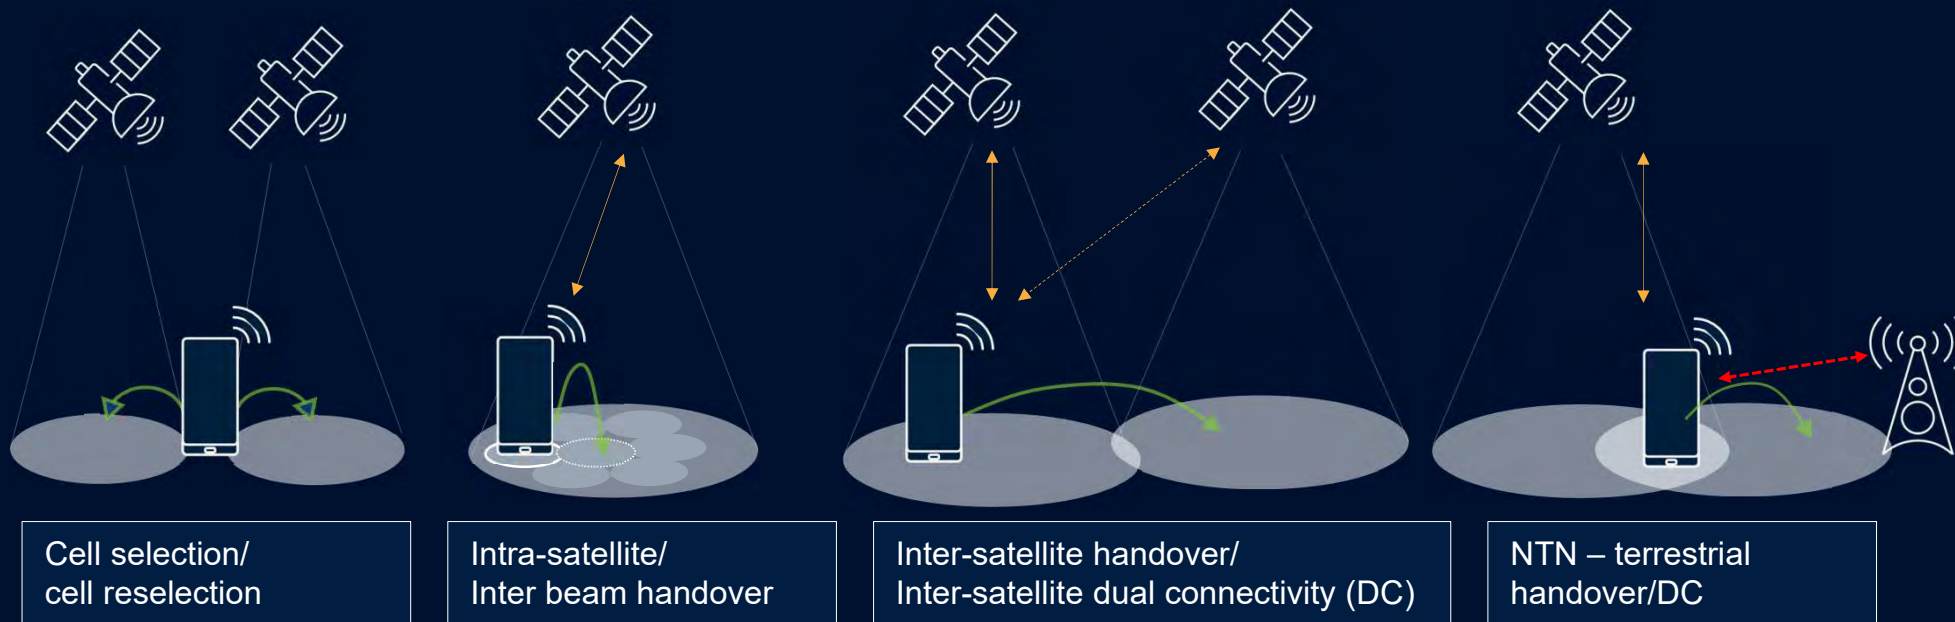 Cell selection/
cell reselection
Intra-satellite/
Inter beam handover
Inter-satellite handover/
Inter-satellite dual connectivity (DC)
NTN – terrestrial
handover/DC